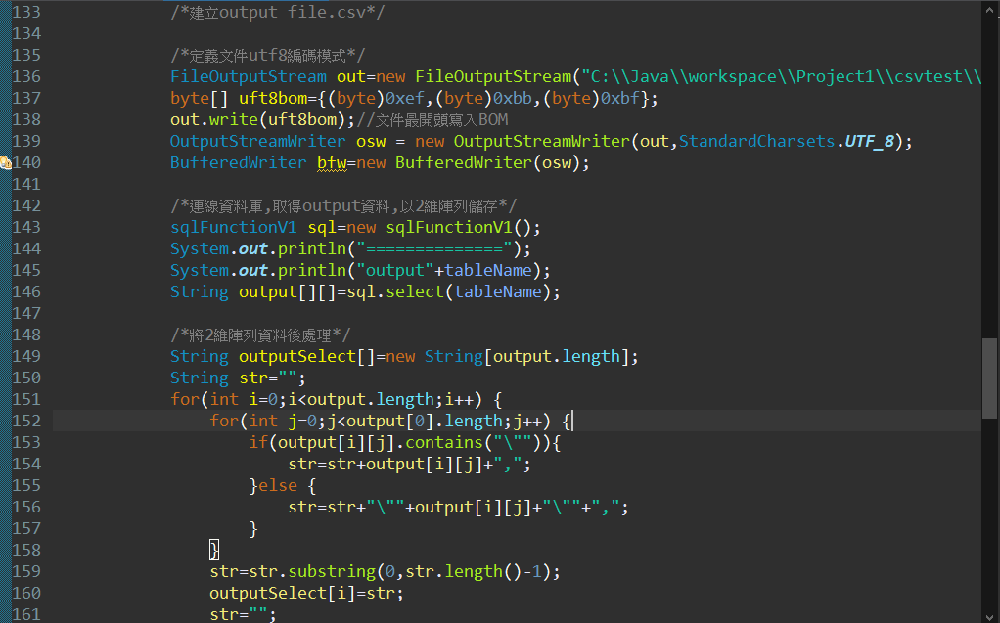 133 /*建立output file.csv*/
134
135 /*定義文件utf8編碼模式*/
136 FileOutputStream out=new FileOutputStream("C:\\Java\\workspace\\Project1\\csvtest\\
137 byte[] uft8bom={(byte)0xef,(byte)0xbb,(byte)0xbf};
138 out.write(uft8bom);//文件最開頭寫入BOM
139 OutputStreamWriter osw = new OutputStreamWriter(out,StandardCharsets.UTF_8);
140 BufferedWriter bfw=new BufferedWriter(osw);
141
142 /*連線資料庫,取得output資料,以2維陣列儲存*/
143 sqlFunctionV1 sql=new sqlFunctionV1();
144 System.out.println("==============");
145 System.out.println("output"+tableName);
146 String output[][]=sql.select(tableName);
147
148 /*將2維陣列資料後處理*/
149 String outputSelect[]=new String[output.length];
150 String str="";
151 for(int i=0;i<output.length;i++) {
152 for(int j=0;j<output[0].length;j++) {
153 if(output[i][j].contains("\"")){
154 str=str+output[i][j]+",";
155 }else {
156 str=str+"\""+output[i][j]+"\""+",";
157 }
158 }
159 str=str.substring(0,str.length()-1);
160 outputSelect[i]=str;
161 str="";